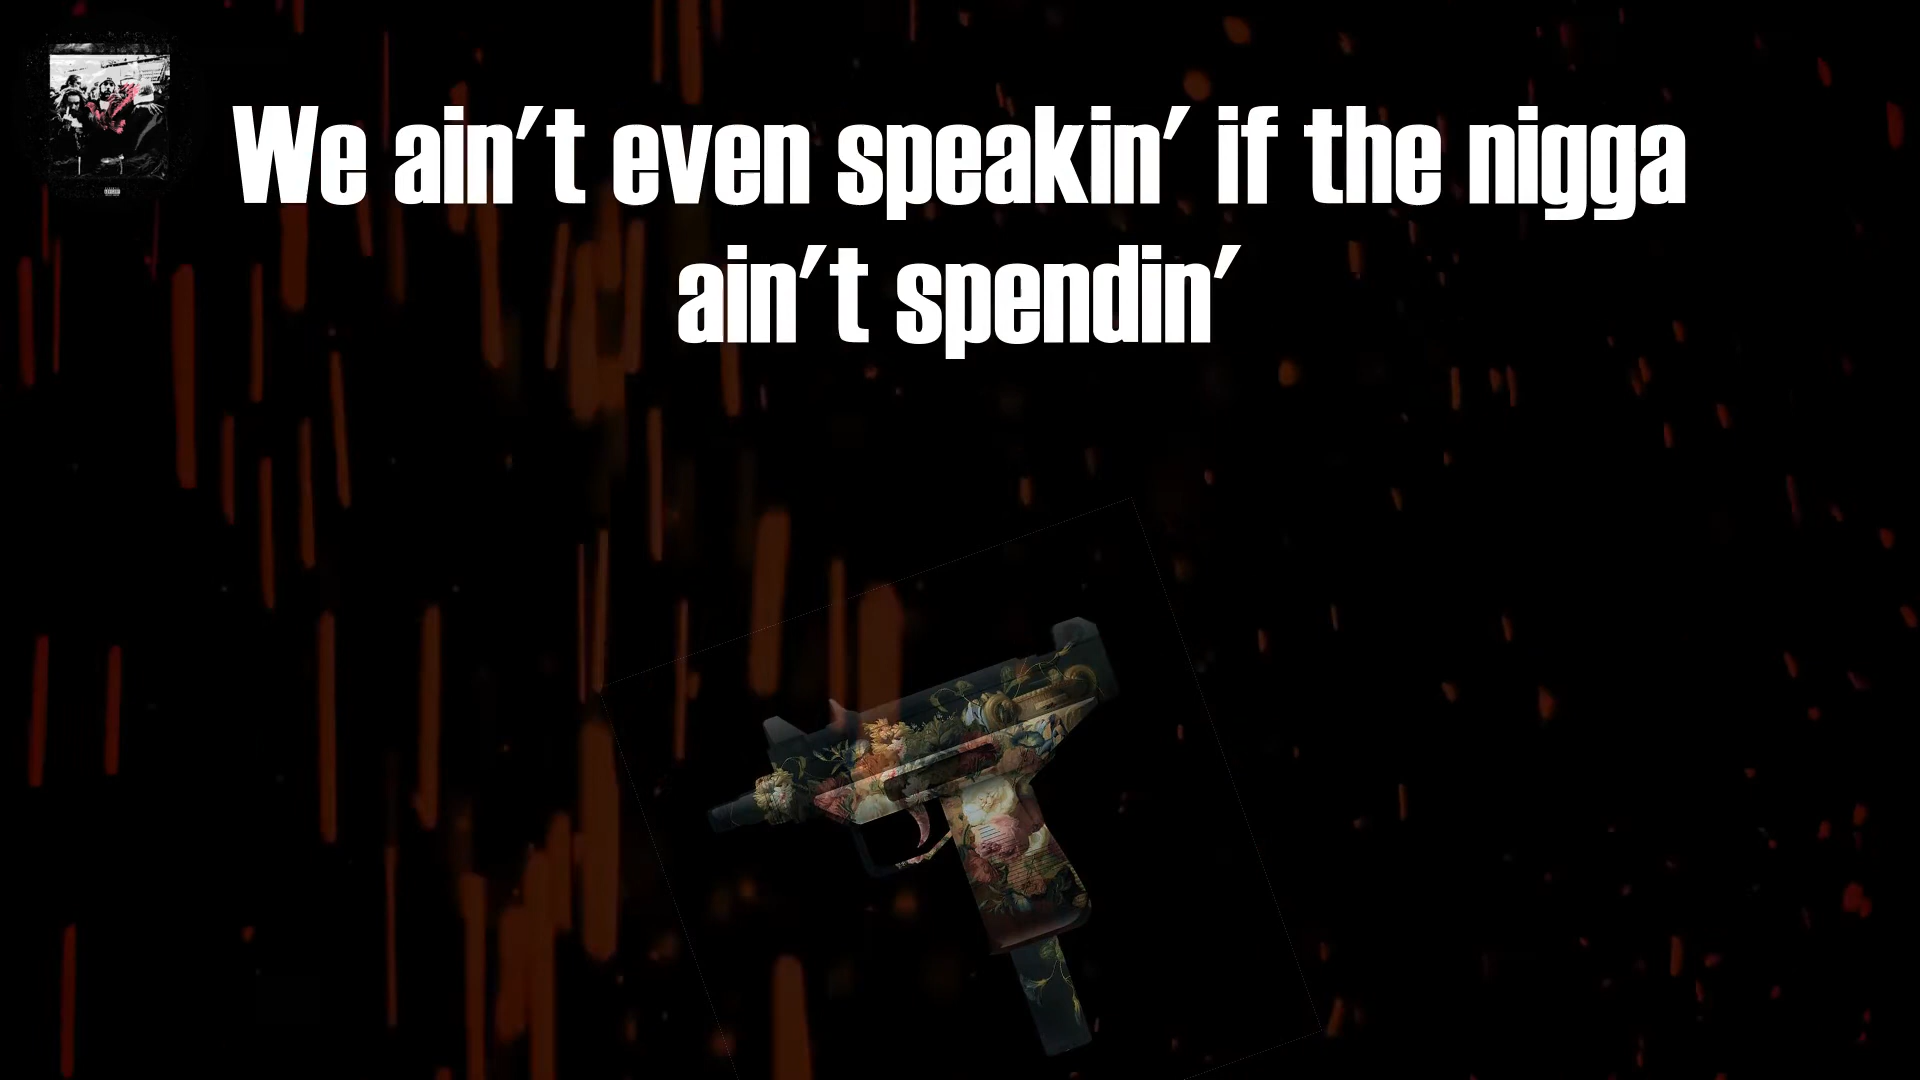 We ain't even speakin' if the nigga
ain't spendin'